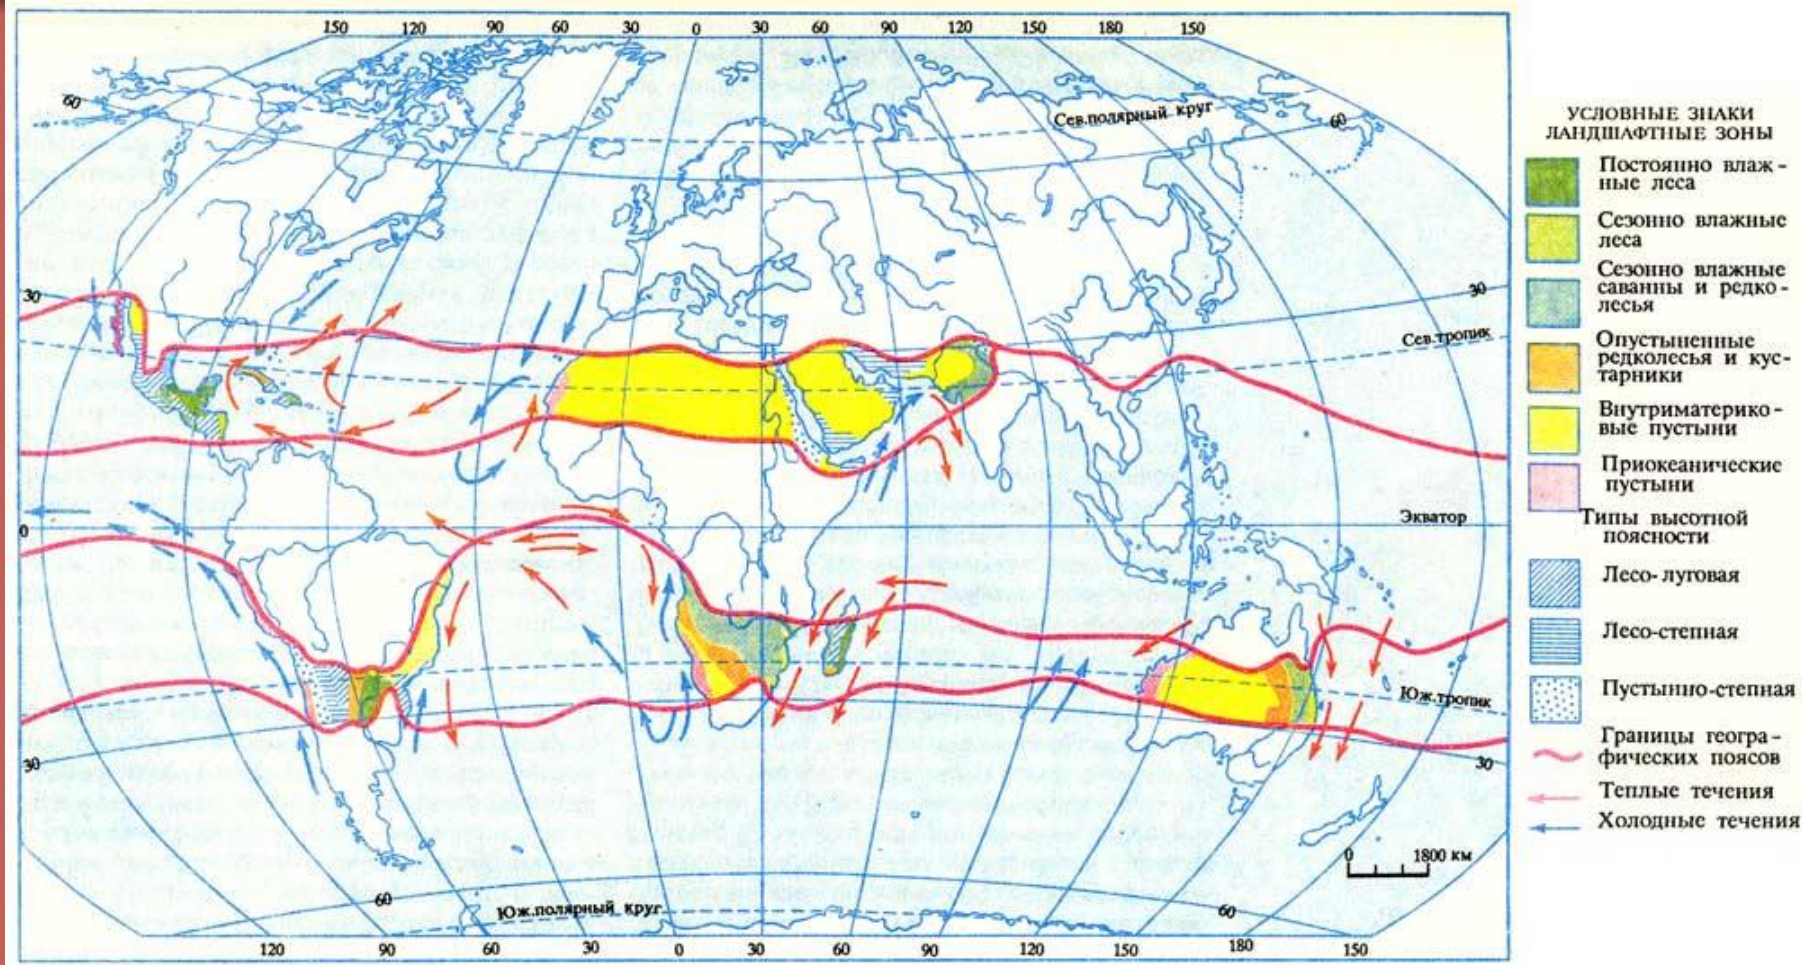 150 120 90 60 30 0 30 60 90 120 150 180 150
60
Сев.полярный круг
60
30
30
Сев.тропик
0
Экватор
Юж.тропик
30
30
0 1800 км
60
Юж.полярный круг
60
120 90 60 30 0 30 60 90 120 150 180 150
УСЛОВНЫЕ ЗНАКИ
ЛАНДШАФТНЫЕ ЗОНЫ
Постоянно влаж-
ные леса
Сезонно влажные
леса
Сезонно влажные
саванны и редко-
лесья
Опустыненные
редколесья и кус-
тарники
Внутриматерико-
вые пустыни
Приокеанические
пустыни
Типы высотной
поясности
Лесо-луговая
Лесо-степная
Пустынно-степная
Границы геогра-
фических поясов
Теплые течения
Холодные течения